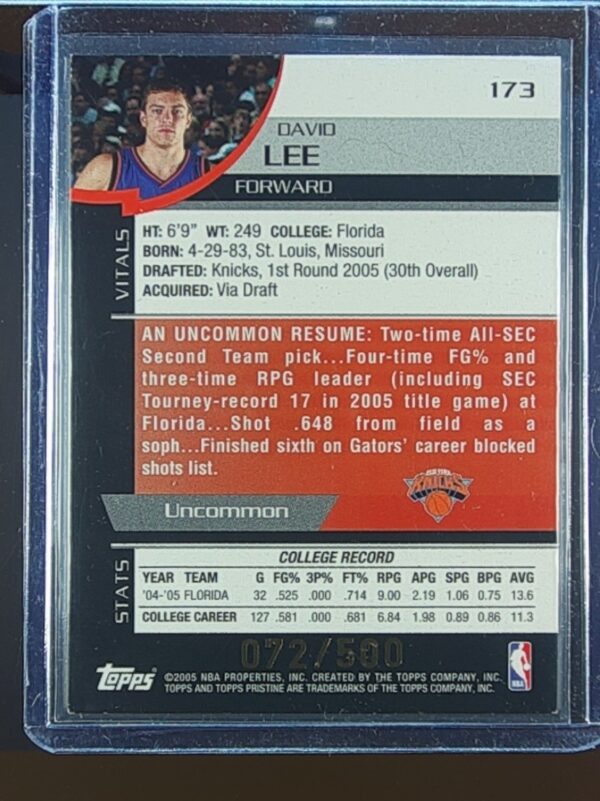 173
DAVID
LEE
FORWARD
VITALS
HT: 6'9" WT: 249 COLLEGE: Florida
BORN: 4-29-83, St. Louis, Missouri
DRAFTED: Knicks, 1st Round 2005 (30th Overall)
ACQUIRED: Via Draft
AN UNCOMMON RESUME: Two-time All-SEC
Second Team pick...Four-time FG% and
three-time RPG leader (including SEC
Tourney-record 17 in 2005 title game) at
Florida...Shot .648 from field as a
soph...Finished sixth on Gators' career blocked
shots list.
NEW YORK
KNICKS
Uncommon
STATS
COLLEGE RECORD
YEAR TEAM G FG% 3P% FT% RPG APG SPG BPG AVG
'04-'05 FLORIDA 32 .525 .000 .714 9.00 2.19 1.06 0.75 13.6
COLLEGE CAREER 127 .581 .000 .681 6.84 1.98 0.89 0.86 11.3
072/500
Topps
©2005 NBA PROPERTIES, INC. CREATED BY THE TOPPS COMPANY, INC.
TOPPS AND TOPPS PRISTINE ARE TRADEMARKS OF THE TOPPS COMPANY, INC.
NBA